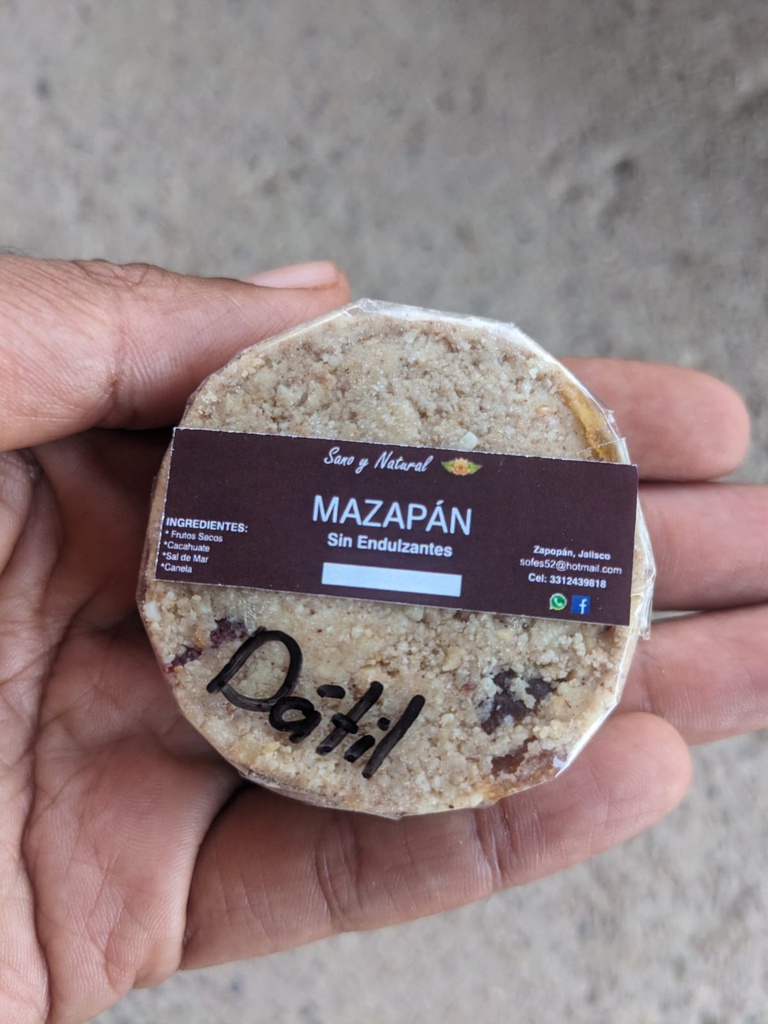 Sano y Natural
MAZAPÁN
Sin Endulzantes
INGREDIENTES:
* Frutos Secos
*Cacahuate
*Sal de Mar
*Canela
Zapopán, Jalisco
sofes52@hotmail.com
Cel: 3312439818
Dátil